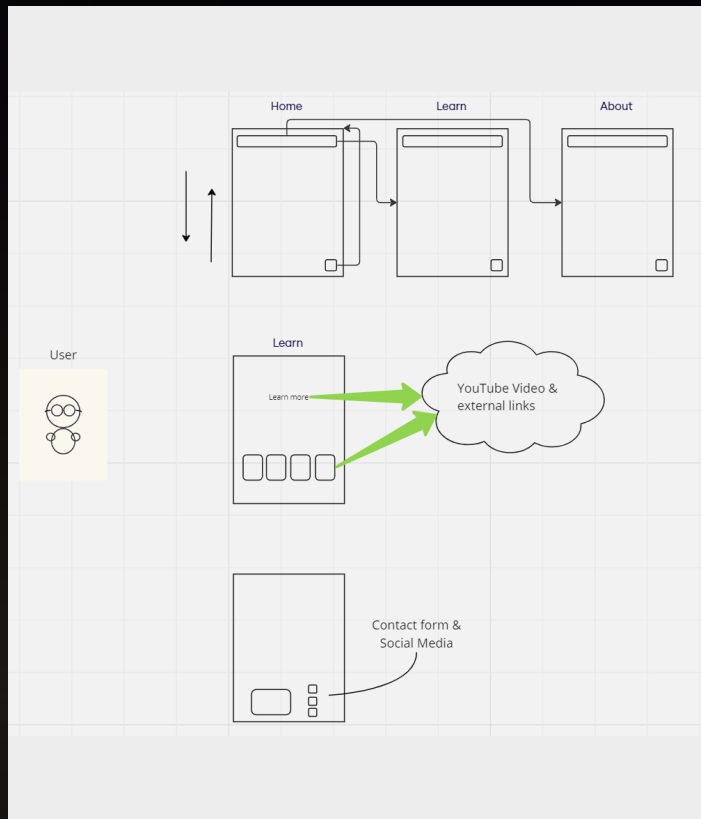 Home
Learn
About
User
Learn
Learn more
YouTube Video &
external links
Contact form &
Social Media